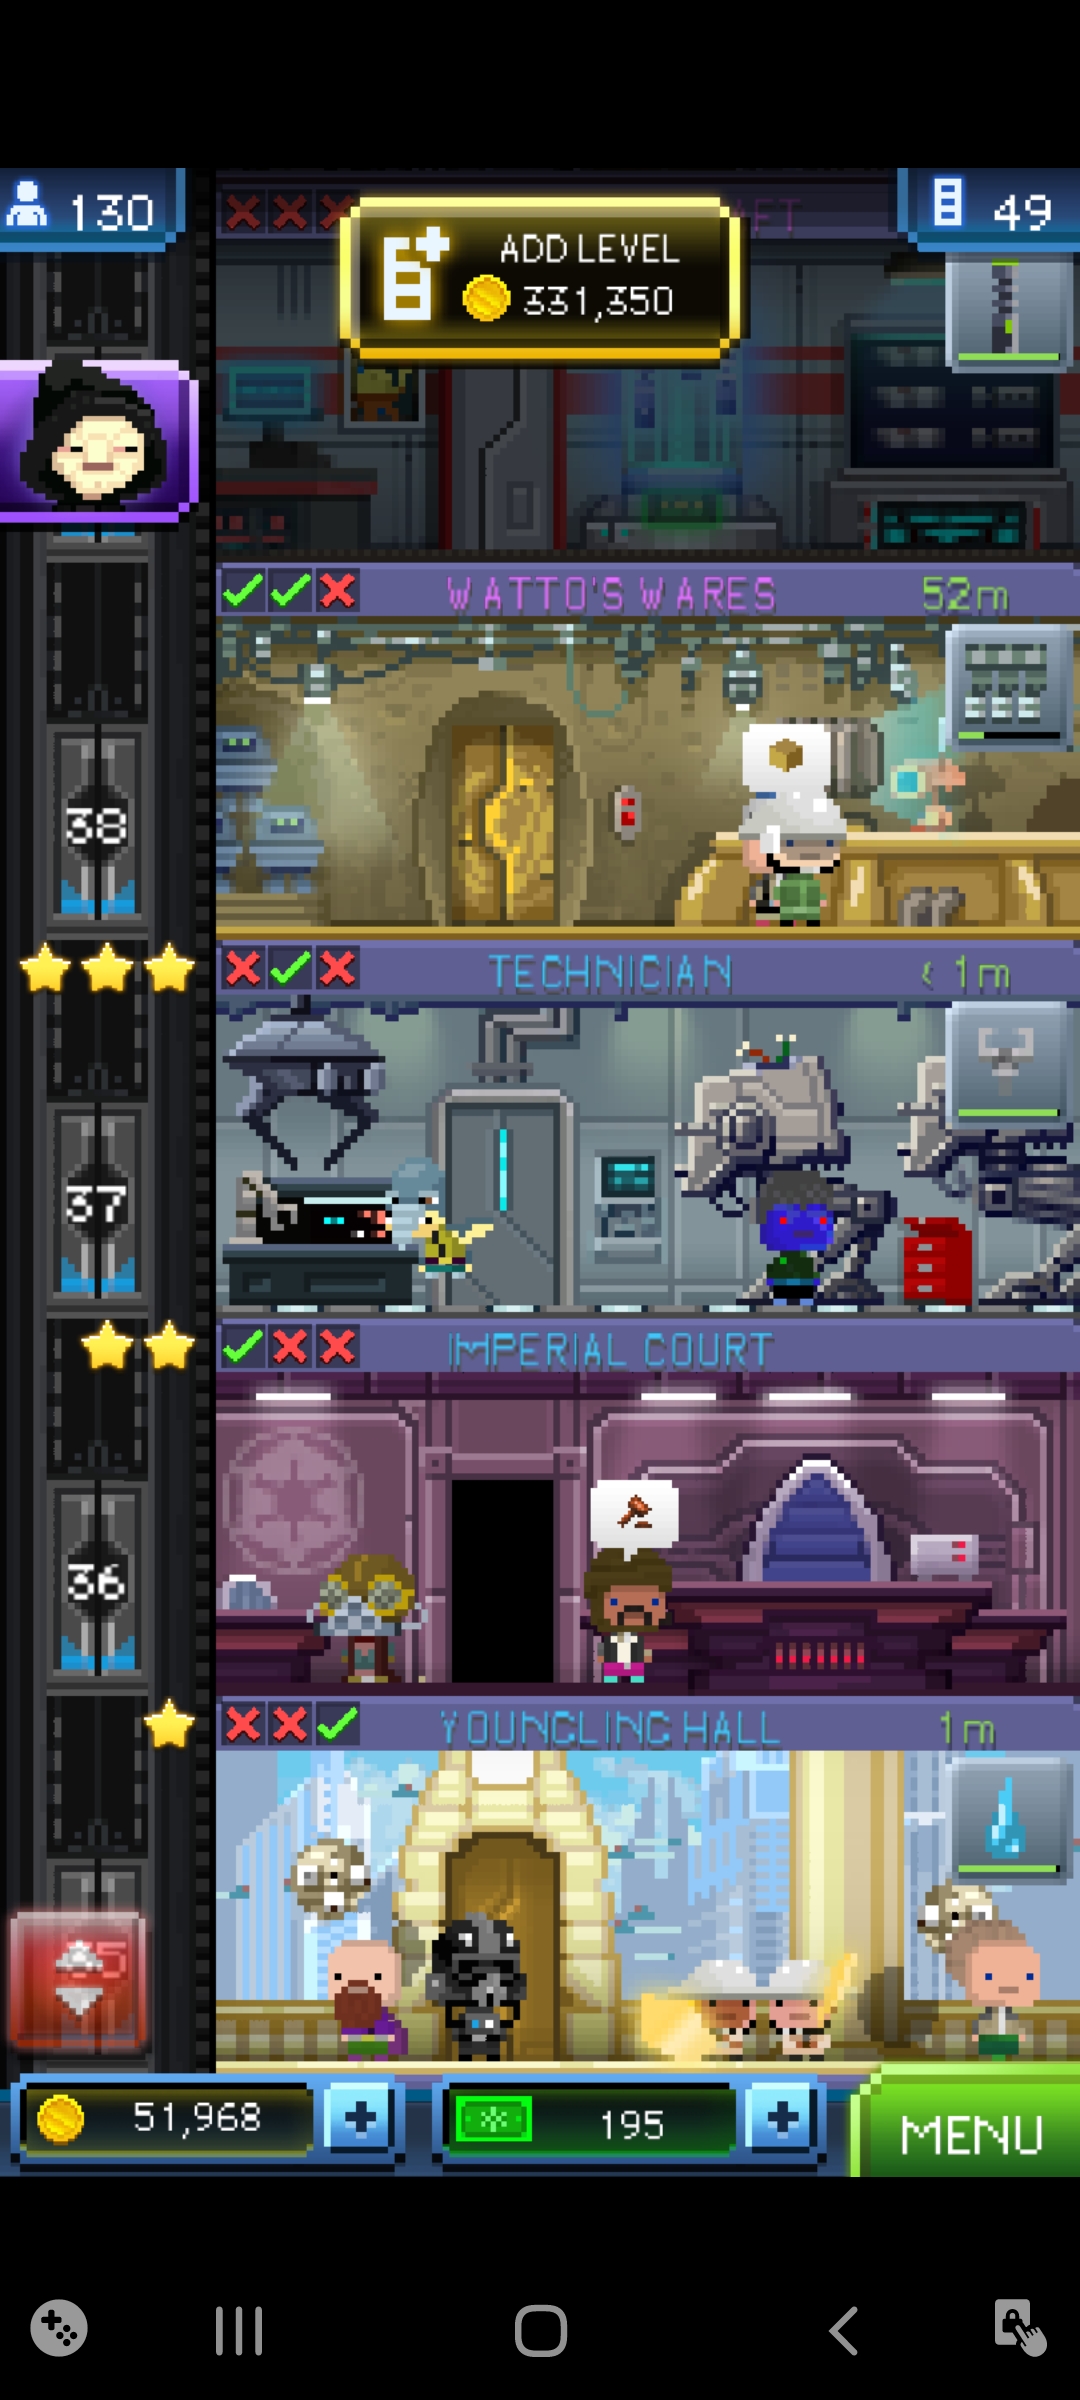 130
ADD LEVEL
331,350
49
WATTO'S WARES
52m
38
TECHNICIAN
< 1m
37
IMPERIAL COURT
36
YOUNGLING HALL
1m
51,968
195
MENU